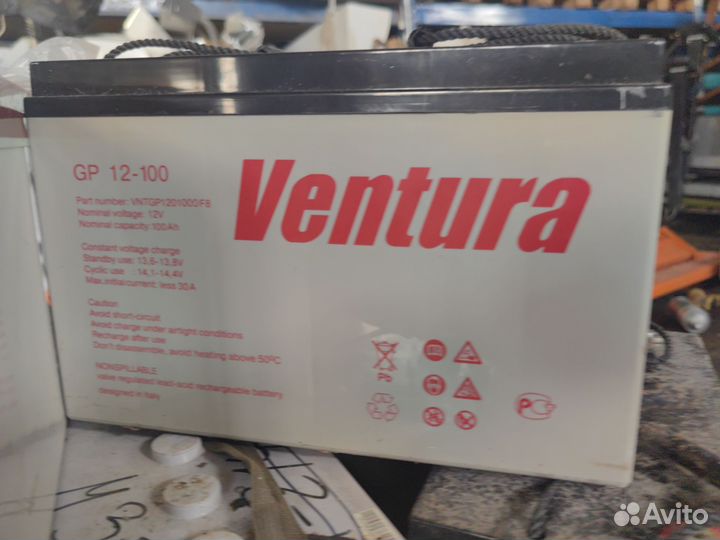 GP 12-100
Ventura
Part number: VNTGP1201000/F8
Nominal voltage: 12V
Nominal capacity: 100Ah
Constant voltage charge
Standby use: 13,6-13,8V
Cyclic use : 14,1-14,4V
Max.initial current: less 30A
Caution
Avoid short-circuit
Avoid charge under airtight conditions
Recharge after use
Don't disassemble, avoid heating above 50°C
NONSPILLABLE
valve regulated lead-acid rechargeable battery
designed in Italy
Pb
Avito